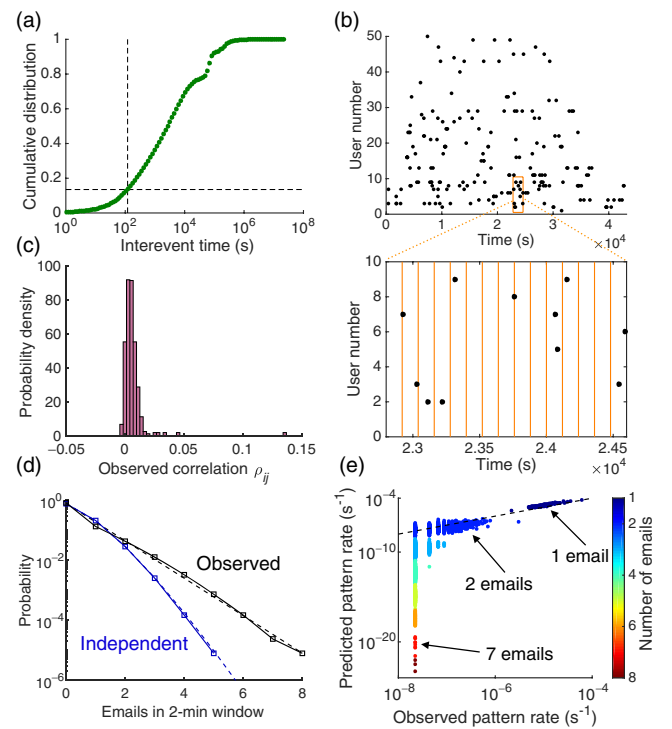 (a)
Cumulative distribution
1
0.8
0.6
0.4
0.2
0
10^0 10^2 10^4 10^6 10^8
Interevent time (s)
(b)
User number
50
40
30
20
10
0
0 1 2 3 4
Time (s)
×10^4
User number
10
8
6
4
2
0
2.3 2.4 2.4
Time (s)
×10^4
(c)
Probability density
100
80
60
40
20
0
−0.05 0 0.05 0.1 0.15
Observed correlation ρ_ij
(d)
Probability
10^0
10^-2
10^-4
10^-6
Observed
Independent
0 2 4 6 8
Emails in 2-min window
(e)
Predicted pattern rate (s^-1)
10^-4
10^-10
10^-20
1 email
2 emails
7 emails
10^-8 10^-6 10^-4
Observed pattern rate (s^-1)
Number of emails
1
2
4
6
8